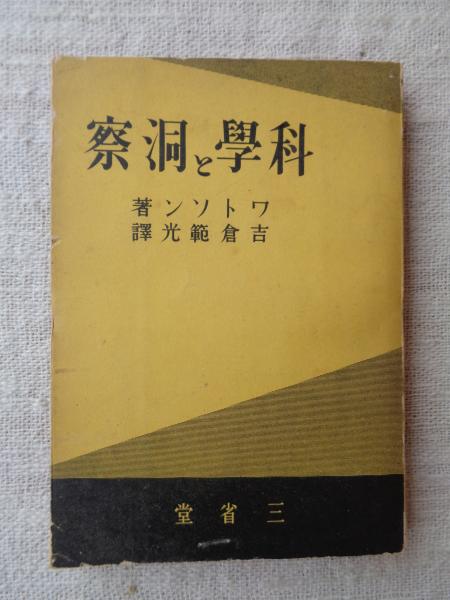 科學と洞察
ワトソン著
吉倉範光譯
三省堂